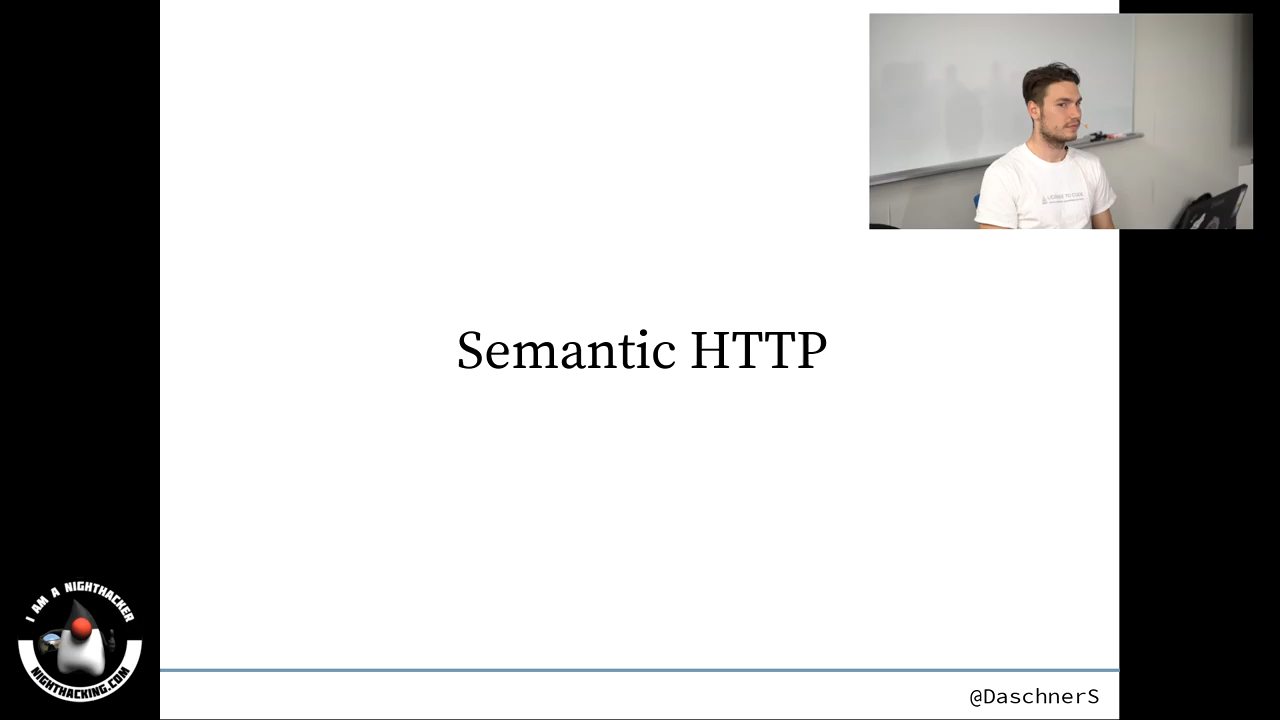 Semantic HTTP
I AM A NIGHTHACKER
NIGHTHACKING.COM
@DaschnerS